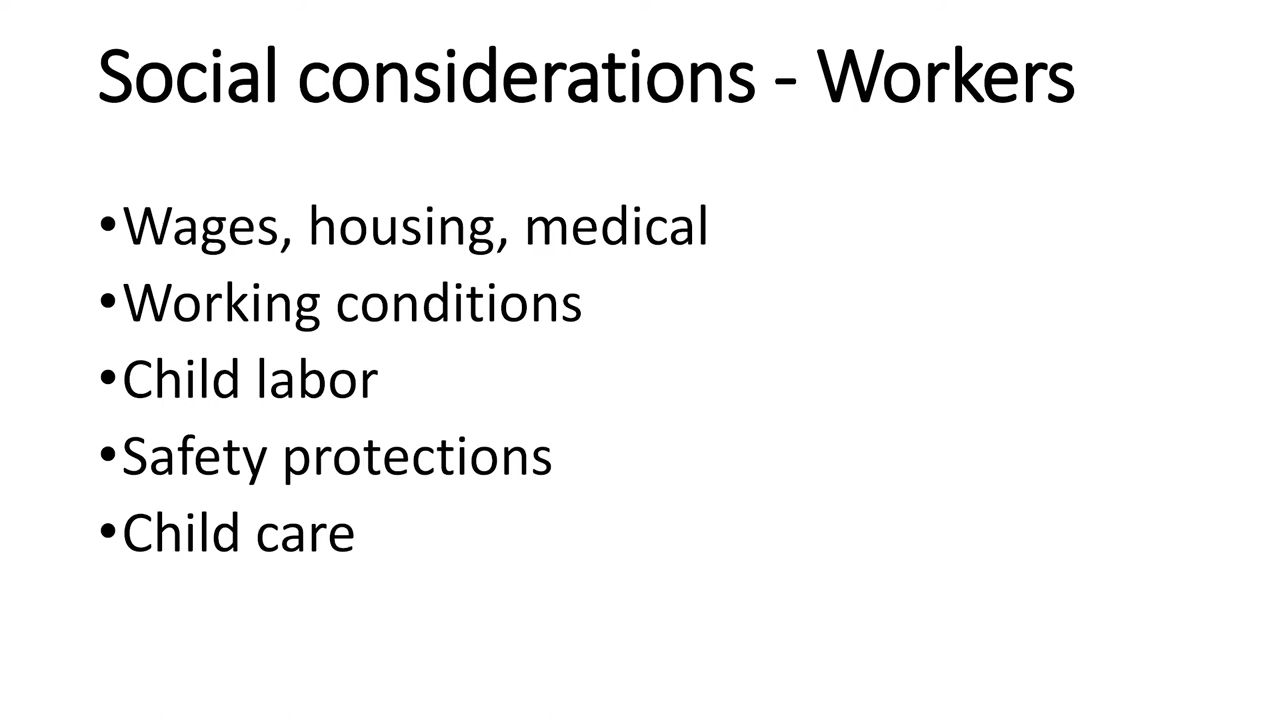 Social considerations - Workers
•Wages, housing, medical
•Working conditions
•Child labor
•Safety protections
•Child care